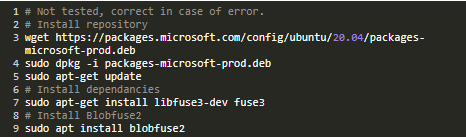 1 # Not tested, correct in case of error.
2 # Install repository
3 wget https://packages.microsoft.com/config/ubuntu/20.04/packages-
microsoft-prod.deb
4 sudo dpkg -i packages-microsoft-prod.deb
5 sudo apt-get update
6 # Install dependancies
7 sudo apt-get install libfuse3-dev fuse3
8 # Install Blobfuse2
9 sudo apt install blobfuse2